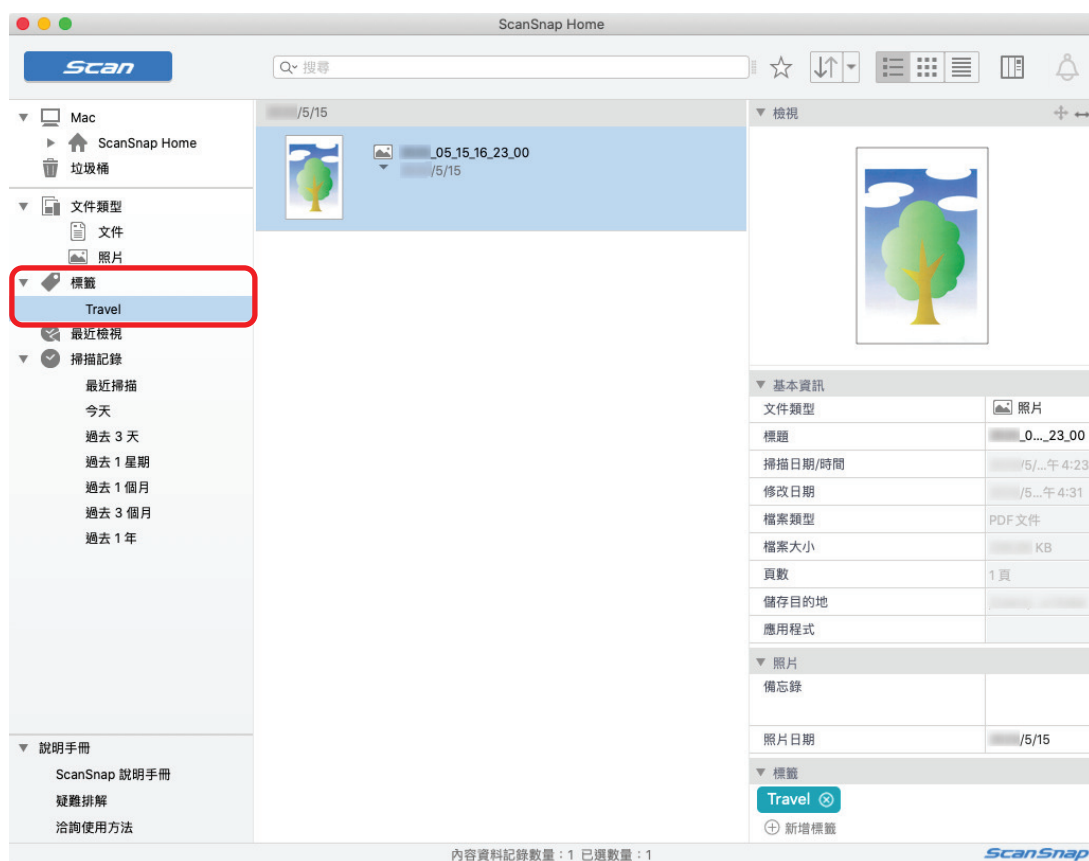 ScanSnap Home
Scan
搜尋
Mac
ScanSnap Home
垃圾桶
文件類型
文件
照片
標籤
Travel
最近檢視
掃描記錄
最近掃描
今天
過去 3 天
過去 1 星期
過去 1 個月
過去 3 個月
過去 1 年
說明手冊
ScanSnap 說明手冊
疑難排解
洽詢使用方法
/5/15
_05_15_16_23_00
/5/15
檢視
基本資訊
文件類型 照片
標題 _0..._23_00
掃描日期/時間 /5/...午 4:23
修改日期 /5...午 4:31
檔案類型 PDF 文件
檔案大小 KB
頁數 1 頁
儲存目的地
應用程式
照片
備忘錄
照片日期 /5/15
標籤
Travel
新增標籤
內容資料記錄數量：1 已選數量：1
ScanSnap